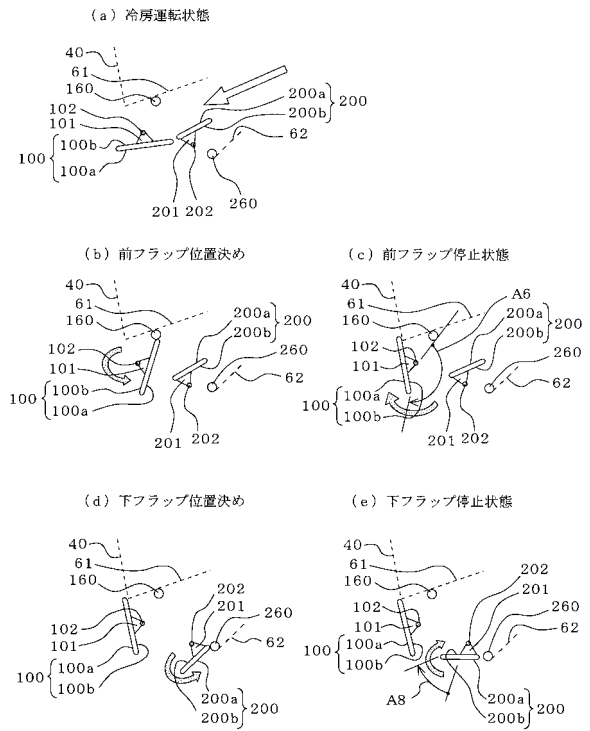 (a) 冷房運転状態
40
61
160
102
101
100 100b
100a
200a
200b 200
62
201 202 260
(b) 前フラップ位置決め
40
61
160
102
101
100b
100 100a
200a
200b 200
260
62
201 202
(c) 前フラップ停止状態
40
61
A6
160
102
101
100a
100 100b
200a
200b 200
260
62
201 202
(d) 下フラップ位置決め
40
61
160
202
201
260
102
101
62
100a
100 100b
200a
200b 200
(e) 下フラップ停止状態
40
61
160
202
201
260
102
101
62
100a
100 100b
A8
200a
200b 200